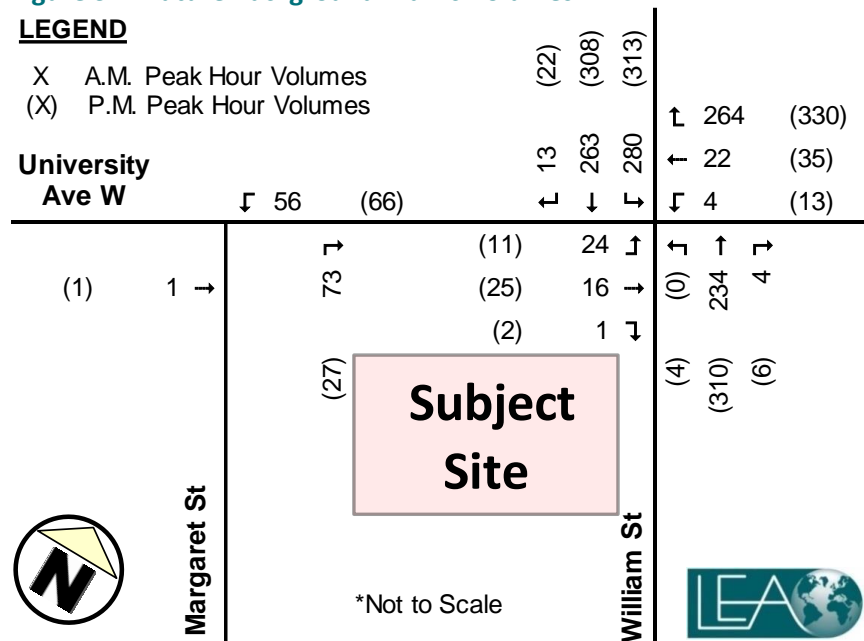 LEGEND
X A.M. Peak Hour Volumes
(X) P.M. Peak Hour Volumes
(22) (308) (313)
13 263 280
↑ 264 (330)
← 22 (35)
4 (13)
University
Ave W
56 (66)
(1) 1 →
73
(27)
(11) 24
(25) 16 →
(2) 1
(0) 234 4
(4) (310) (6)
Subject
Site
Margaret St
William St
N
*Not to Scale
LEA